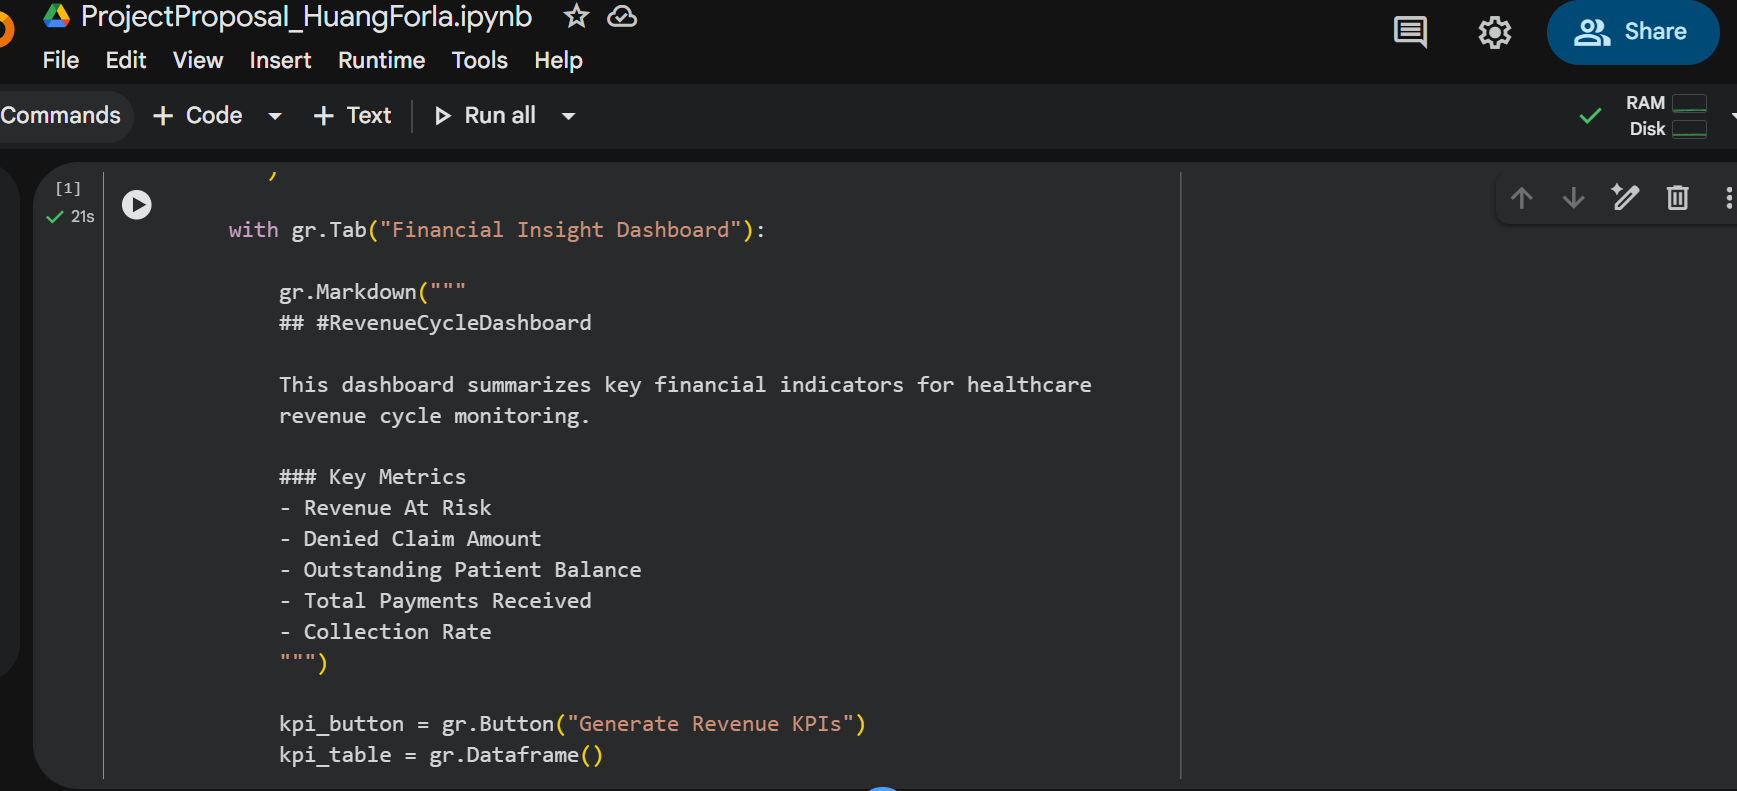 ProjectProposal_HuangForla.ipynb
File Edit View Insert Runtime Tools Help
Share
Commands + Code + Text Run all
RAM
Disk
[1]
21s
)
with gr.Tab("Financial Insight Dashboard"):
gr.Markdown("""
## #RevenueCycleDashboard
This dashboard summarizes key financial indicators for healthcare
revenue cycle monitoring.
### Key Metrics
- Revenue At Risk
- Denied Claim Amount
- Outstanding Patient Balance
- Total Payments Received
- Collection Rate
""")
kpi_button = gr.Button("Generate Revenue KPIs")
kpi_table = gr.Dataframe()